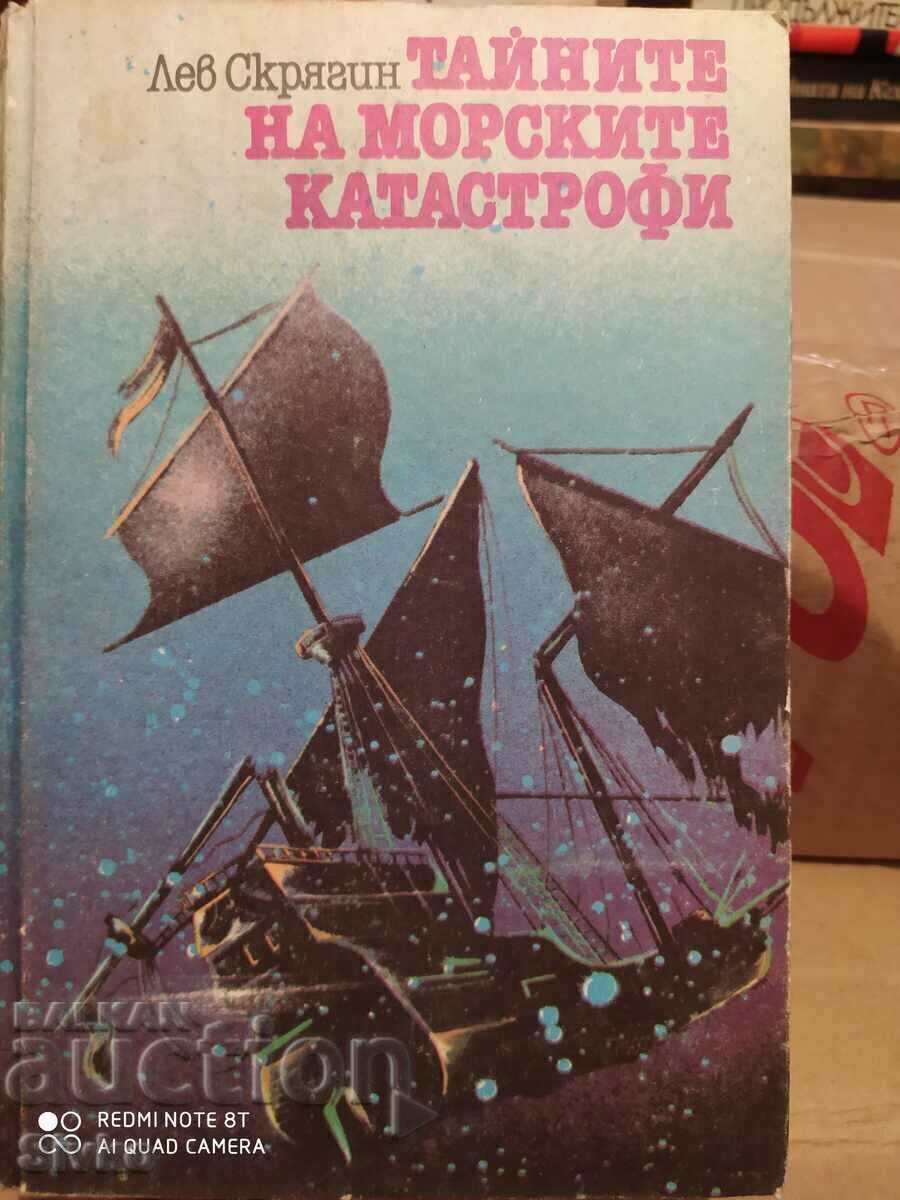 Лев Скрягин ТАЙНИТЕ
НА МОРСКИТЕ
КАТАСТРОФИ
BALKAN
auction
REDMI NOTE 8T
AI QUAD CAMERA